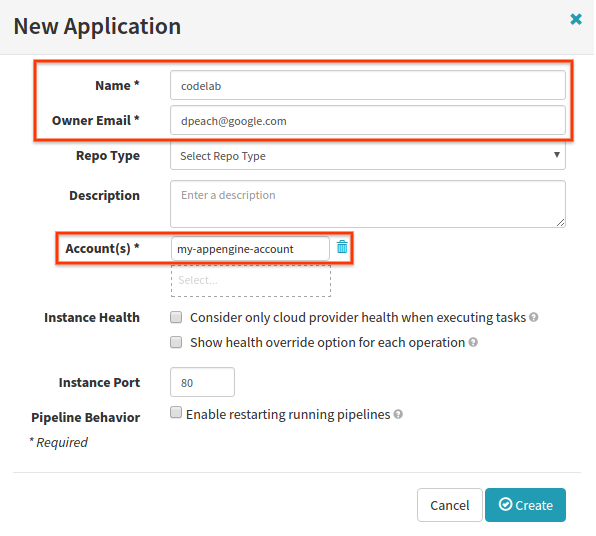 New Application
Name *
codelab
Owner Email *
dpeach@google.com
Repo Type
Select Repo Type
Description
Enter a description
Account(s) *
my-appengine-account
Select...
Instance Health
Consider only cloud provider health when executing tasks
Show health override option for each operation
Instance Port
80
Pipeline Behavior
Enable restarting running pipelines
* Required
Cancel
Create